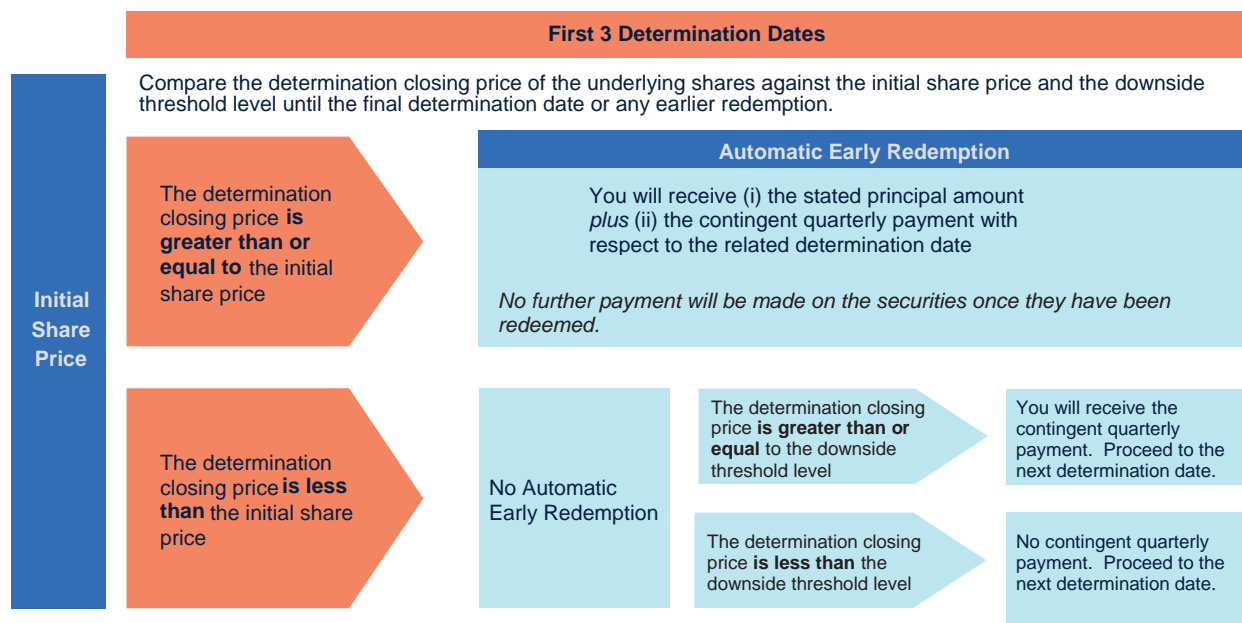 First 3 Determination Dates
Compare the determination closing price of the underlying shares against the initial share price and the downside
threshold level until the final determination date or any earlier redemption.
Initial
Share
Price
The determination
closing price is
greater than or
equal to the initial
share price
Automatic Early Redemption
You will receive (i) the stated principal amount
plus (ii) the contingent quarterly payment with
respect to the related determination date
No further payment will be made on the securities once they have been
redeemed.
The determination
closing price is less
than the initial share
price
No Automatic
Early Redemption
The determination closing
price is greater than or
equal to the downside
threshold level
You will receive the
contingent quarterly
payment. Proceed to the
next determination date.
The determination closing
price is less than the
downside threshold level
No contingent quarterly
payment. Proceed to the
next determination date.